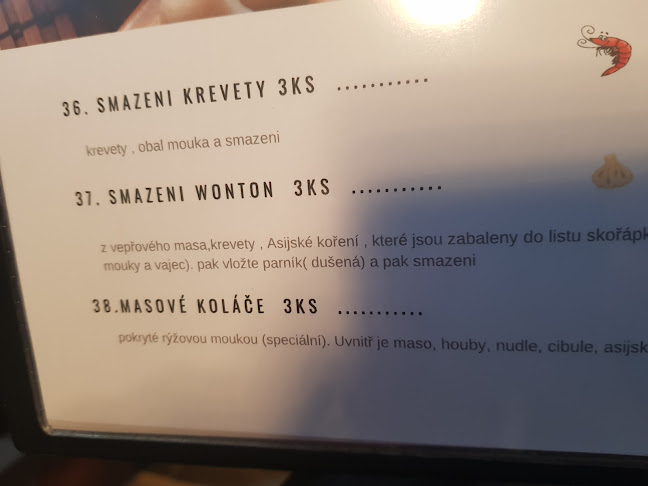 36. SMAZENI KREVETY 3KS ...........
krevety , obal mouka a smazeni
37. SMAZENI WONTON 3KS ...........
z vepřového masa,krevety , Asijské koření , které jsou zabaleny do listu skořápk
mouky a vajec). pak vložte parník( dušená) a pak smazeni
38.MASOVÉ KOLÁČE 3KS ...........
pokryté rýžovou moukou (speciální). Uvnitř je maso, houby, nudle, cibule, asijsk